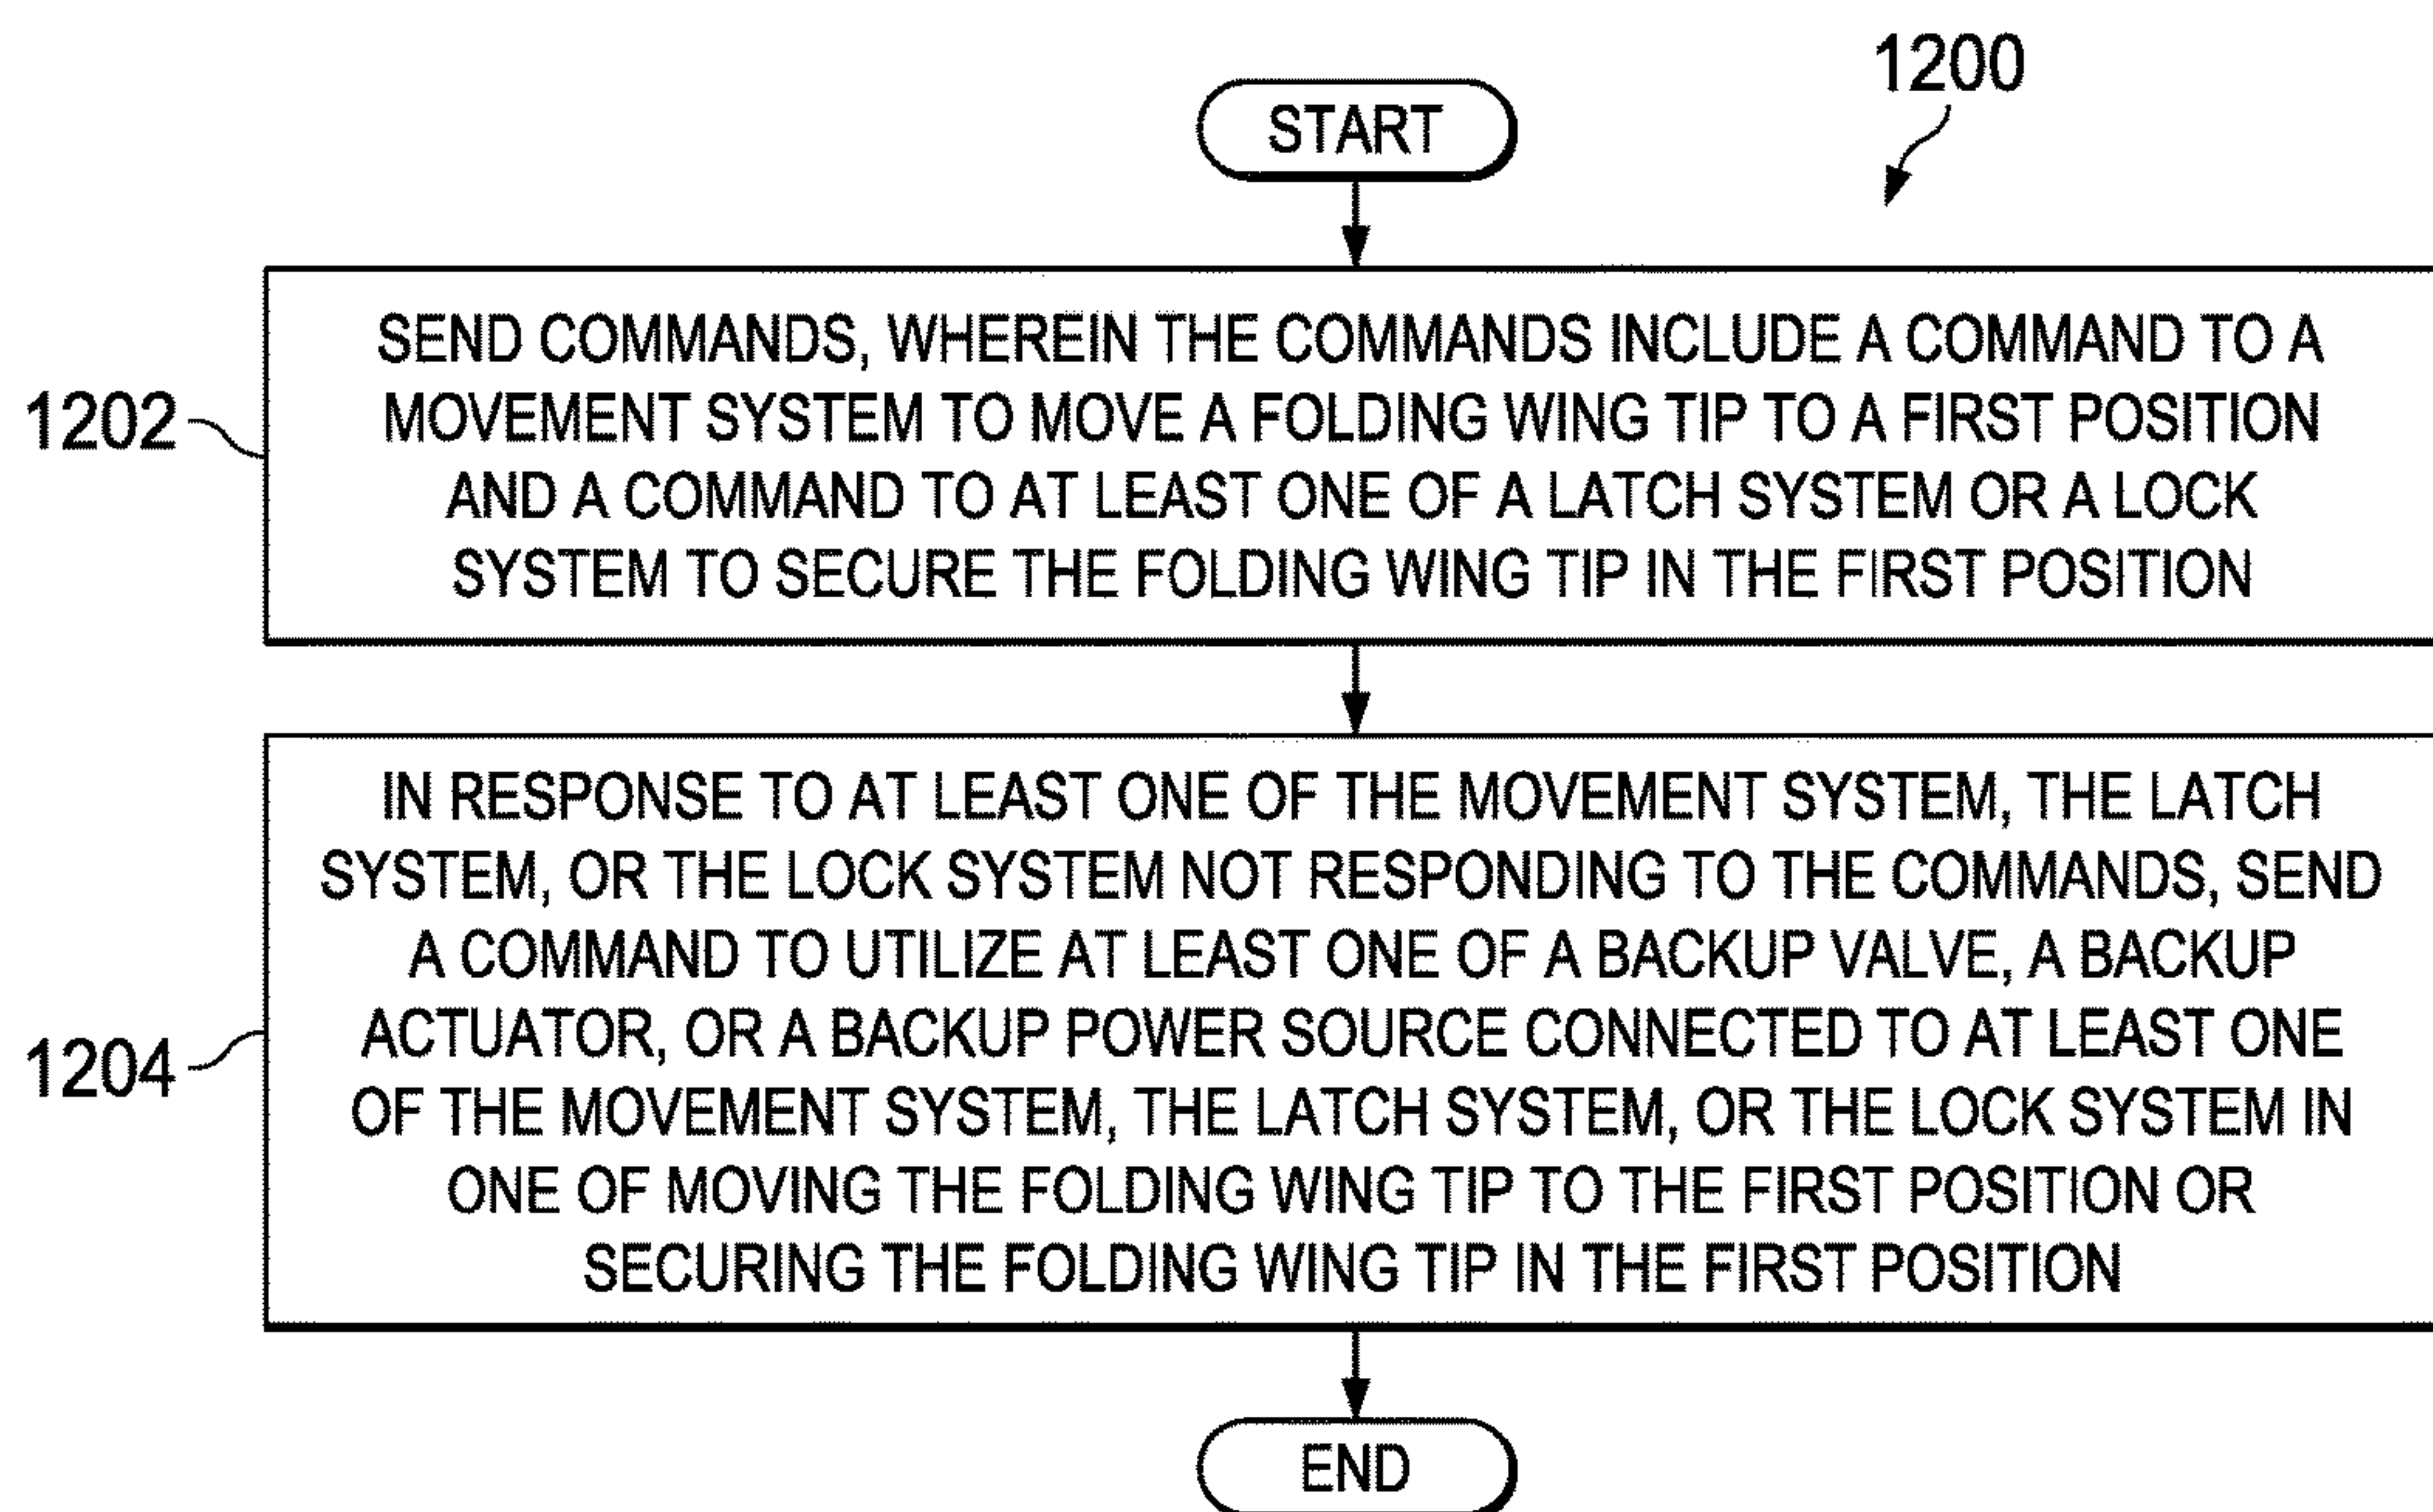 1200
START
1202
SEND COMMANDS, WHEREIN THE COMMANDS INCLUDE A COMMAND TO A
MOVEMENT SYSTEM TO MOVE A FOLDING WING TIP TO A FIRST POSITION
AND A COMMAND TO AT LEAST ONE OF A LATCH SYSTEM OR A LOCK
SYSTEM TO SECURE THE FOLDING WING TIP IN THE FIRST POSITION
1204
IN RESPONSE TO AT LEAST ONE OF THE MOVEMENT SYSTEM, THE LATCH
SYSTEM, OR THE LOCK SYSTEM NOT RESPONDING TO THE COMMANDS, SEND
A COMMAND TO UTILIZE AT LEAST ONE OF A BACKUP VALVE, A BACKUP
ACTUATOR, OR A BACKUP POWER SOURCE CONNECTED TO AT LEAST ONE
OF THE MOVEMENT SYSTEM, THE LATCH SYSTEM, OR THE LOCK SYSTEM IN
ONE OF MOVING THE FOLDING WING TIP TO THE FIRST POSITION OR
SECURING THE FOLDING WING TIP IN THE FIRST POSITION
END